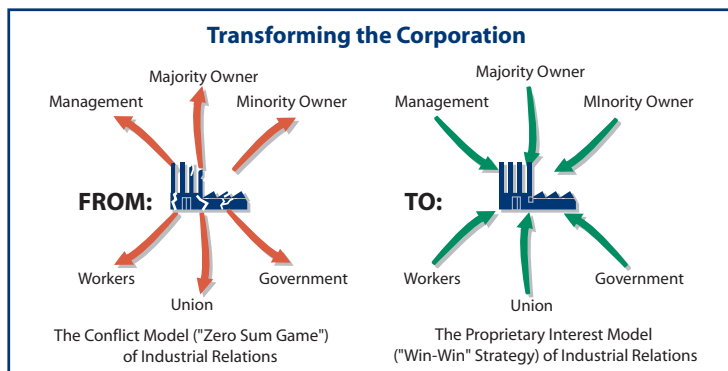 Transforming the Corporation
Majority Owner
Management
Minority Owner
FROM:
Workers
Government
Union
The Conflict Model ("Zero Sum Game")
of Industrial Relations
Majority Owner
Management
MInority Owner
TO:
Workers
Government
Union
The Proprietary Interest Model
("Win-Win" Strategy) of Industrial Relations